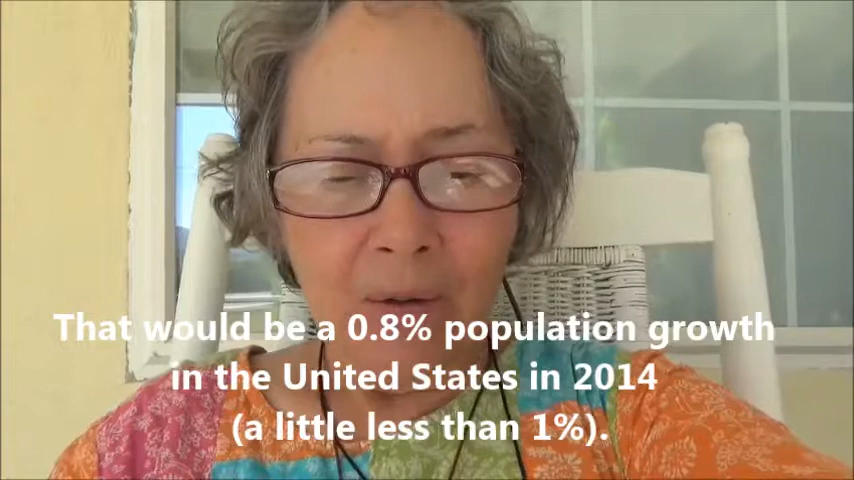 That would be a 0.8% population growth
in the United States in 2014
(a little less than 1%).